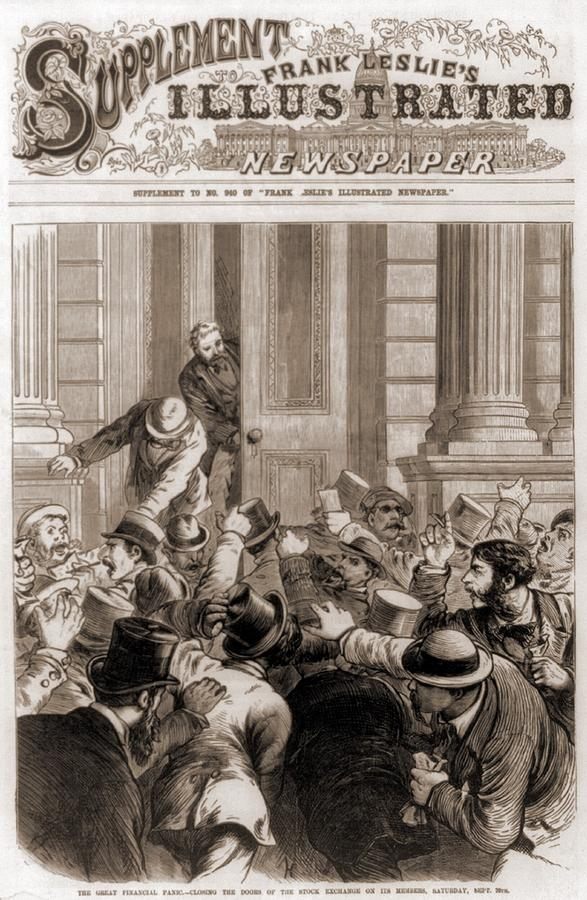 SUPPLEMENT
TO
FRANK LESLIE'S
ILLUSTRATED
NEWSPAPER
SUPPLEMENT TO NO. 940 OF "FRANK LESLIE'S ILLUSTRATED NEWSPAPER."
THE GREAT FINANCIAL PANIC.—CLOSING THE DOORS OF THE STOCK EXCHANGE ON ITS MEMBERS, SATURDAY, SEPT. 20TH.